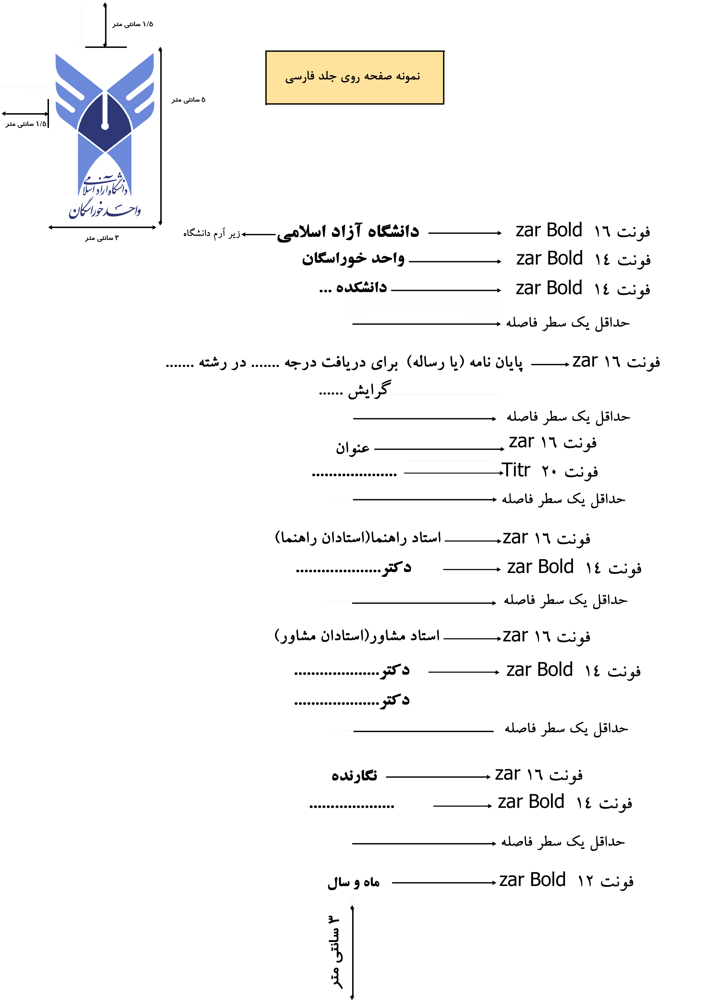 ۱/۵ سانتی متر
نمونه صفحه روی جلد فارسی
۵ سانتی متر
۱/۵ سانتی متر
دانشگاه آزاد اسلامی
واحد خوراسگان
۳ سانتی متر
فونت ١٦ zar Bold دانشگاه آزاد اسلامی زیر آرم دانشگاه
فونت ١٤ zar Bold واحد خوراسگان
فونت ١٤ zar Bold دانشکده ...
حداقل یک سطر فاصله
فونت ١٦ zar پایان نامه (یا رساله) برای دریافت درجه ....... در رشته .......
گرایش ......
حداقل یک سطر فاصله
فونت ١٦ zar عنوان
فونت ٢٠ Titr ....................
حداقل یک سطر فاصله
فونت ١٦ zar استاد راهنما(استادان راهنما)
فونت ١٤ zar Bold دکتر....................
حداقل یک سطر فاصله
فونت ١٦ zar استاد مشاور(استادان مشاور)
فونت ١٤ zar Bold دکتر....................
دکتر....................
حداقل یک سطر فاصله
فونت ١٦ zar نگارنده
فونت ١٤ zar Bold ....................
حداقل یک سطر فاصله
فونت ١٢ zar Bold ماه و سال
۳ سانتی متر